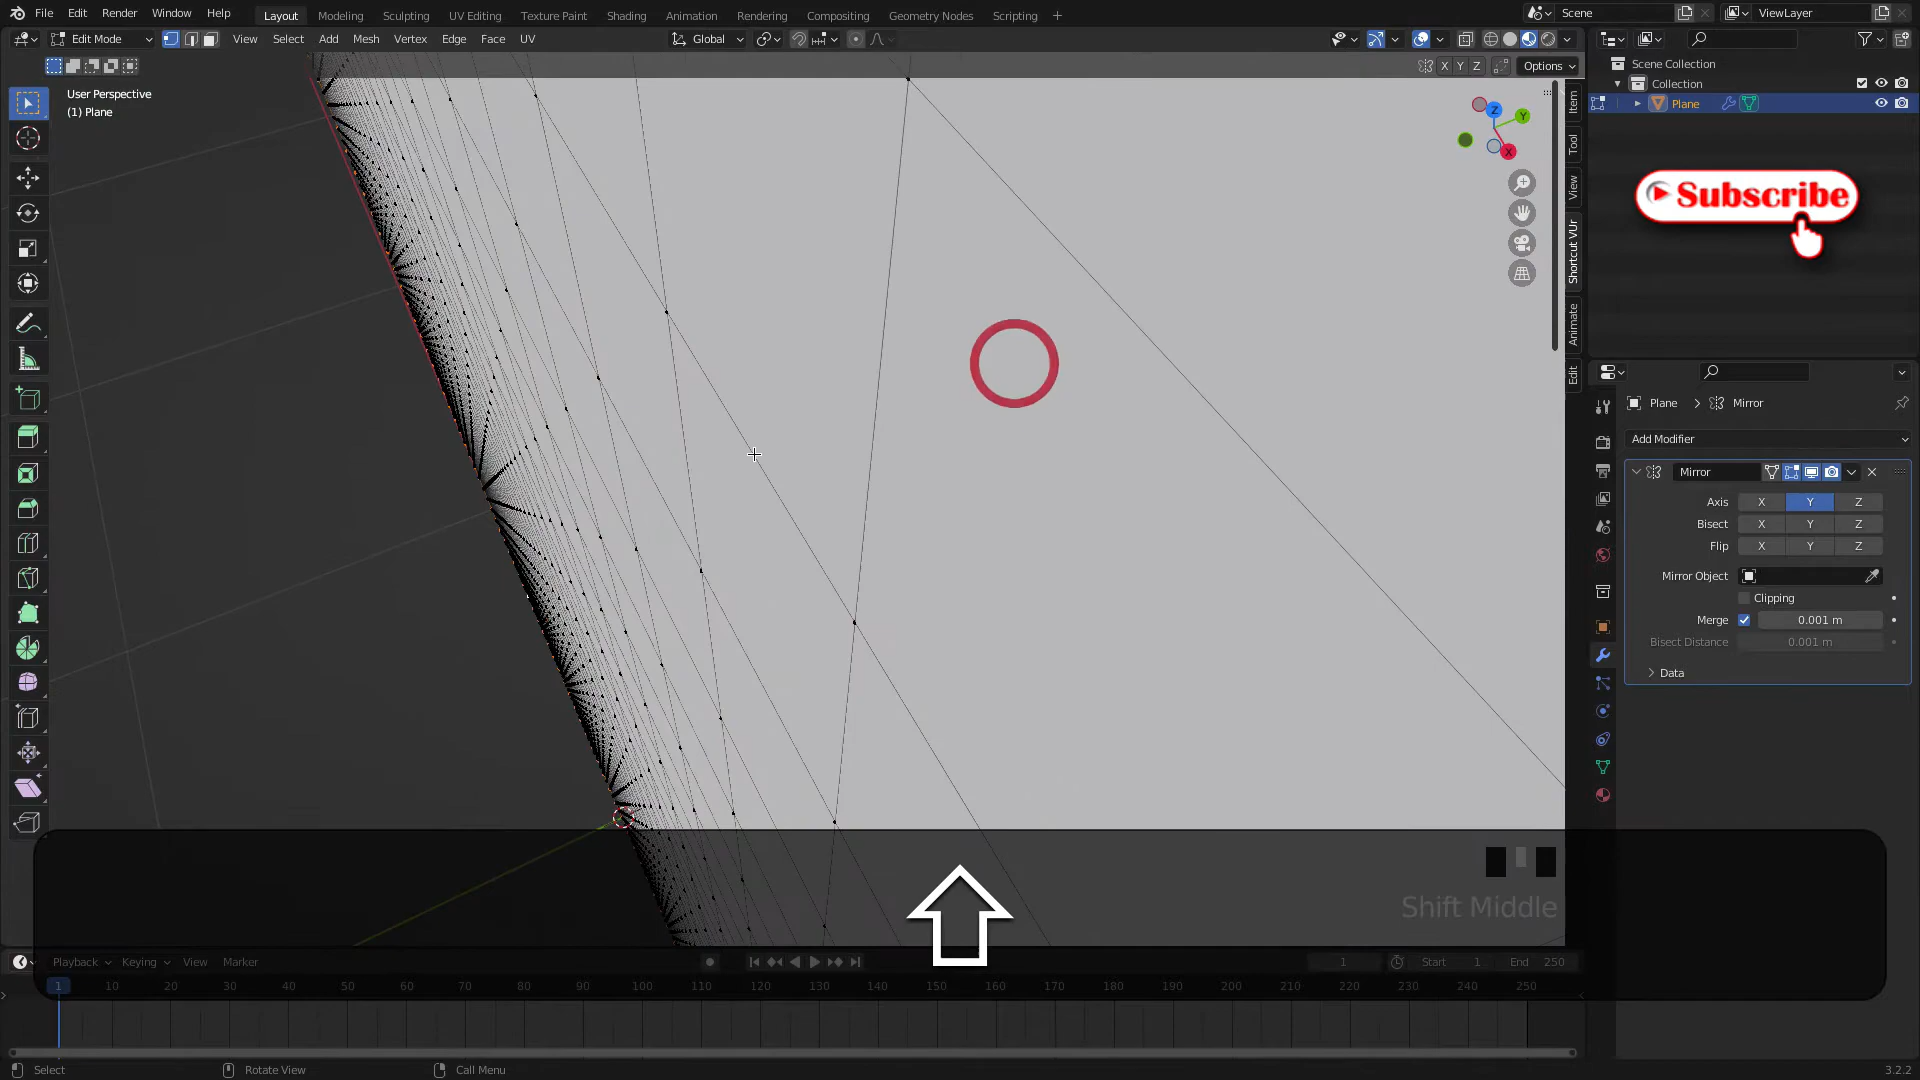 File Edit Render Window Help Layout Modeling Sculpting UV Editing Texture Paint Shading Animation Rendering Compositing Geometry Nodes Scripting + Scene ViewLayer
Edit Mode View Select Add Mesh Vertex Edge Face UV Global
X Y Z Options
User Perspective
(1) Plane
Z
Y
X
Item
Tool
View
Shortcut VUr
Animate
Edit
Scene Collection
Collection
Plane
Subscribe
Plane > Mirror
Add Modifier
Mirror
Axis X Y Z
Bisect X Y Z
Flip X Y Z
Mirror Object
Clipping
Merge 0.001 m
Bisect Distance 0.001 m
Data
Shift Middle
Playback Keying View Marker 1 Start 1 End 250
1 10 20 30 40 50 60 70 80 90 100 110 120 130 140 150 160 170 180 190 200 210 220 230 240 250
Select Rotate View Call Menu 3.2.2